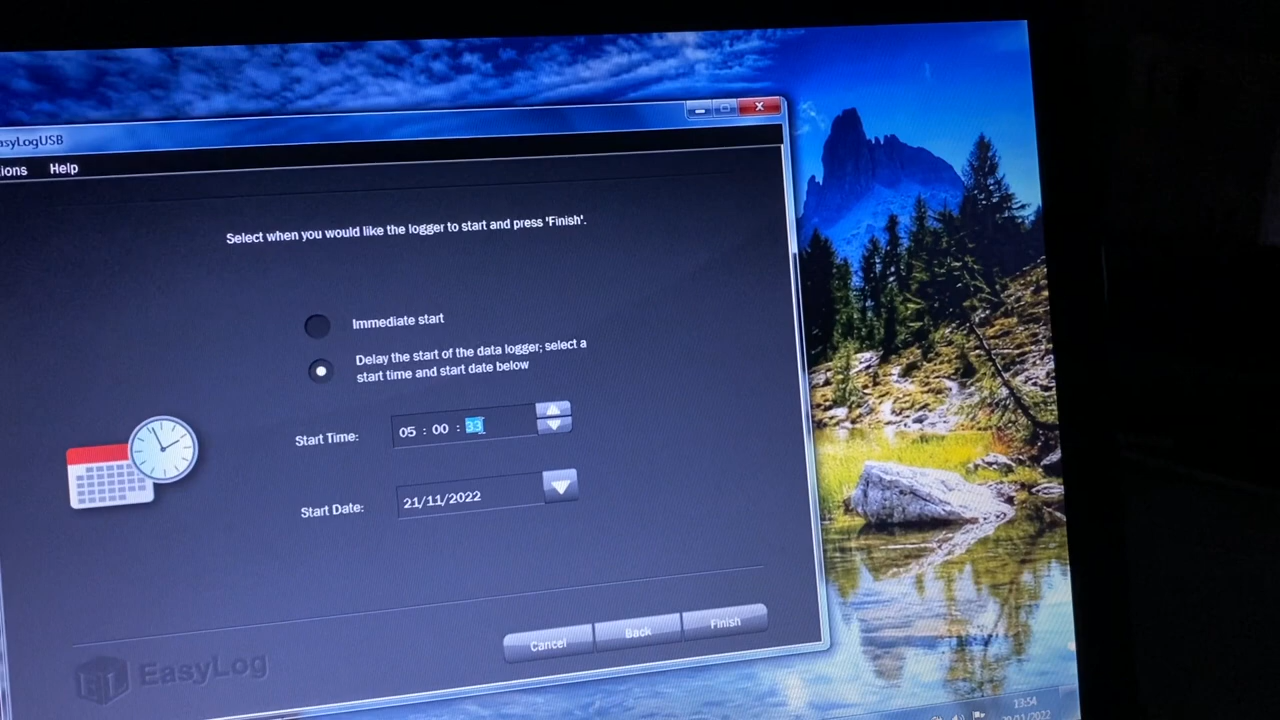 asyLogUSB
ions Help
Select when you would like the logger to start and press 'Finish'.
Immediate start
Delay the start of the data logger; select a
start time and start date below
Start Time: 05 : 00 : 33
Start Date: 21/11/2022
Cancel Back Finish
EL EasyLog
13:54